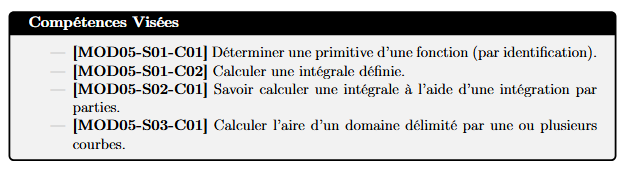 Compétences Visées
— [MOD05-S01-C01] Déterminer une primitive d'une fonction (par identification).
— [MOD05-S01-C02] Calculer une intégrale définie.
— [MOD05-S02-C01] Savoir calculer une intégrale à l'aide d'une intégration par
parties.
— [MOD05-S03-C01] Calculer l'aire d'un domaine délimité par une ou plusieurs
courbes.